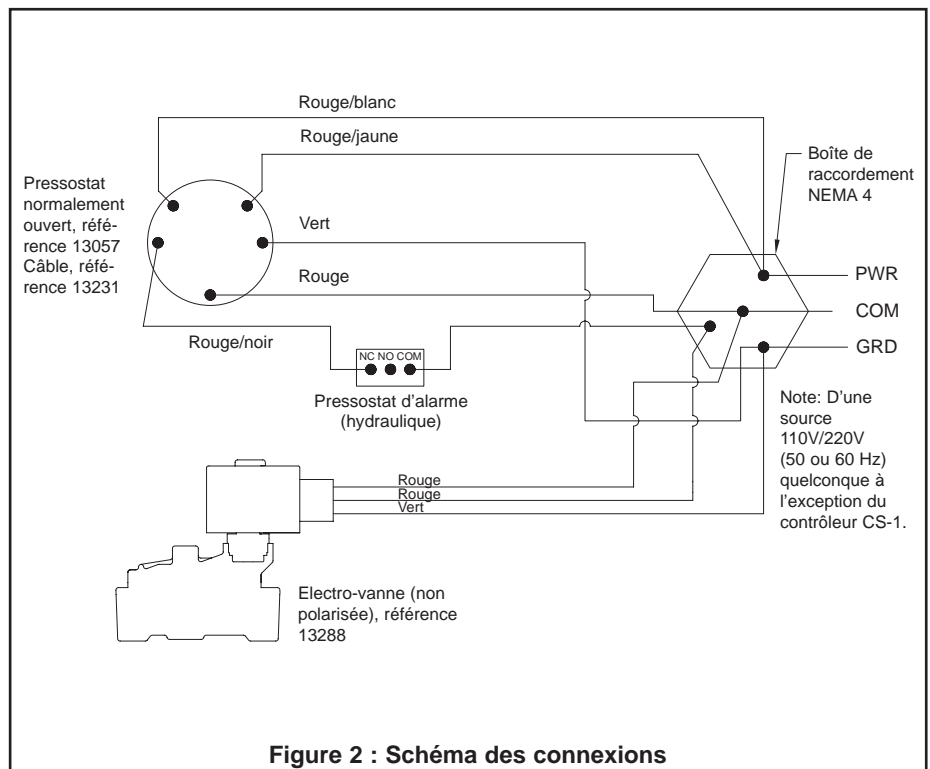 Rouge/blanc
Rouge/jaune
Boîte de
raccordement
NEMA 4
Pressostat
normalement
ouvert, réfé-
rence 13057
Câble, réfé-
rence 13231
Vert
Rouge
PWR
COM
GRD
Rouge/noir
NC NO COM
Pressostat d'alarme
(hydraulique)
Note: D'une
source
110V/220V
(50 ou 60 Hz)
quelconque à
l'exception du
contrôleur CS-1.
Rouge
Rouge
Vert
Electro-vanne (non
polarisée), référence
13288
Figure 2 : Schéma des connexions